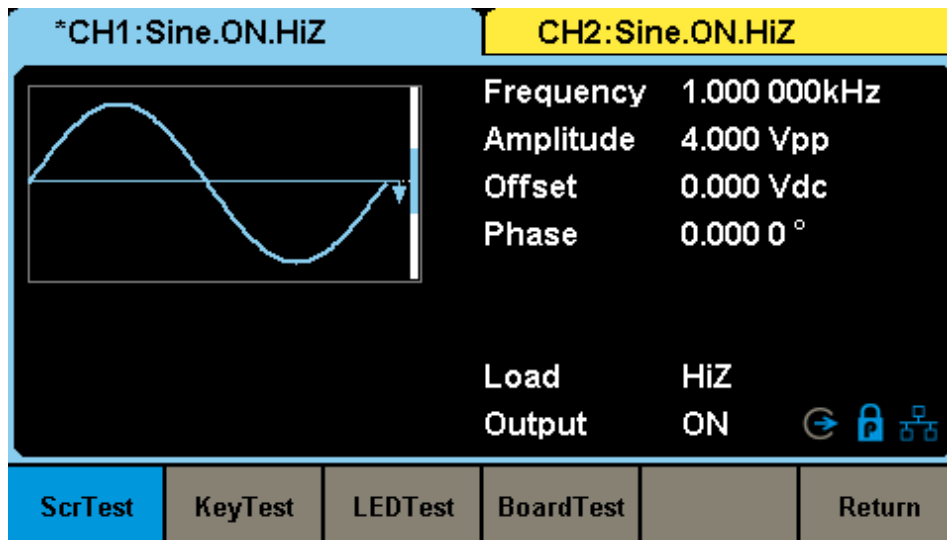 *CH1:Sine.ON.HiZ CH2:Sine.ON.HiZ
Frequency 1.000 000kHz
Amplitude 4.000 Vpp
Offset 0.000 Vdc
Phase 0.000 0 °
Load HiZ
Output ON
P
ScrTest KeyTest LEDTest BoardTest Return